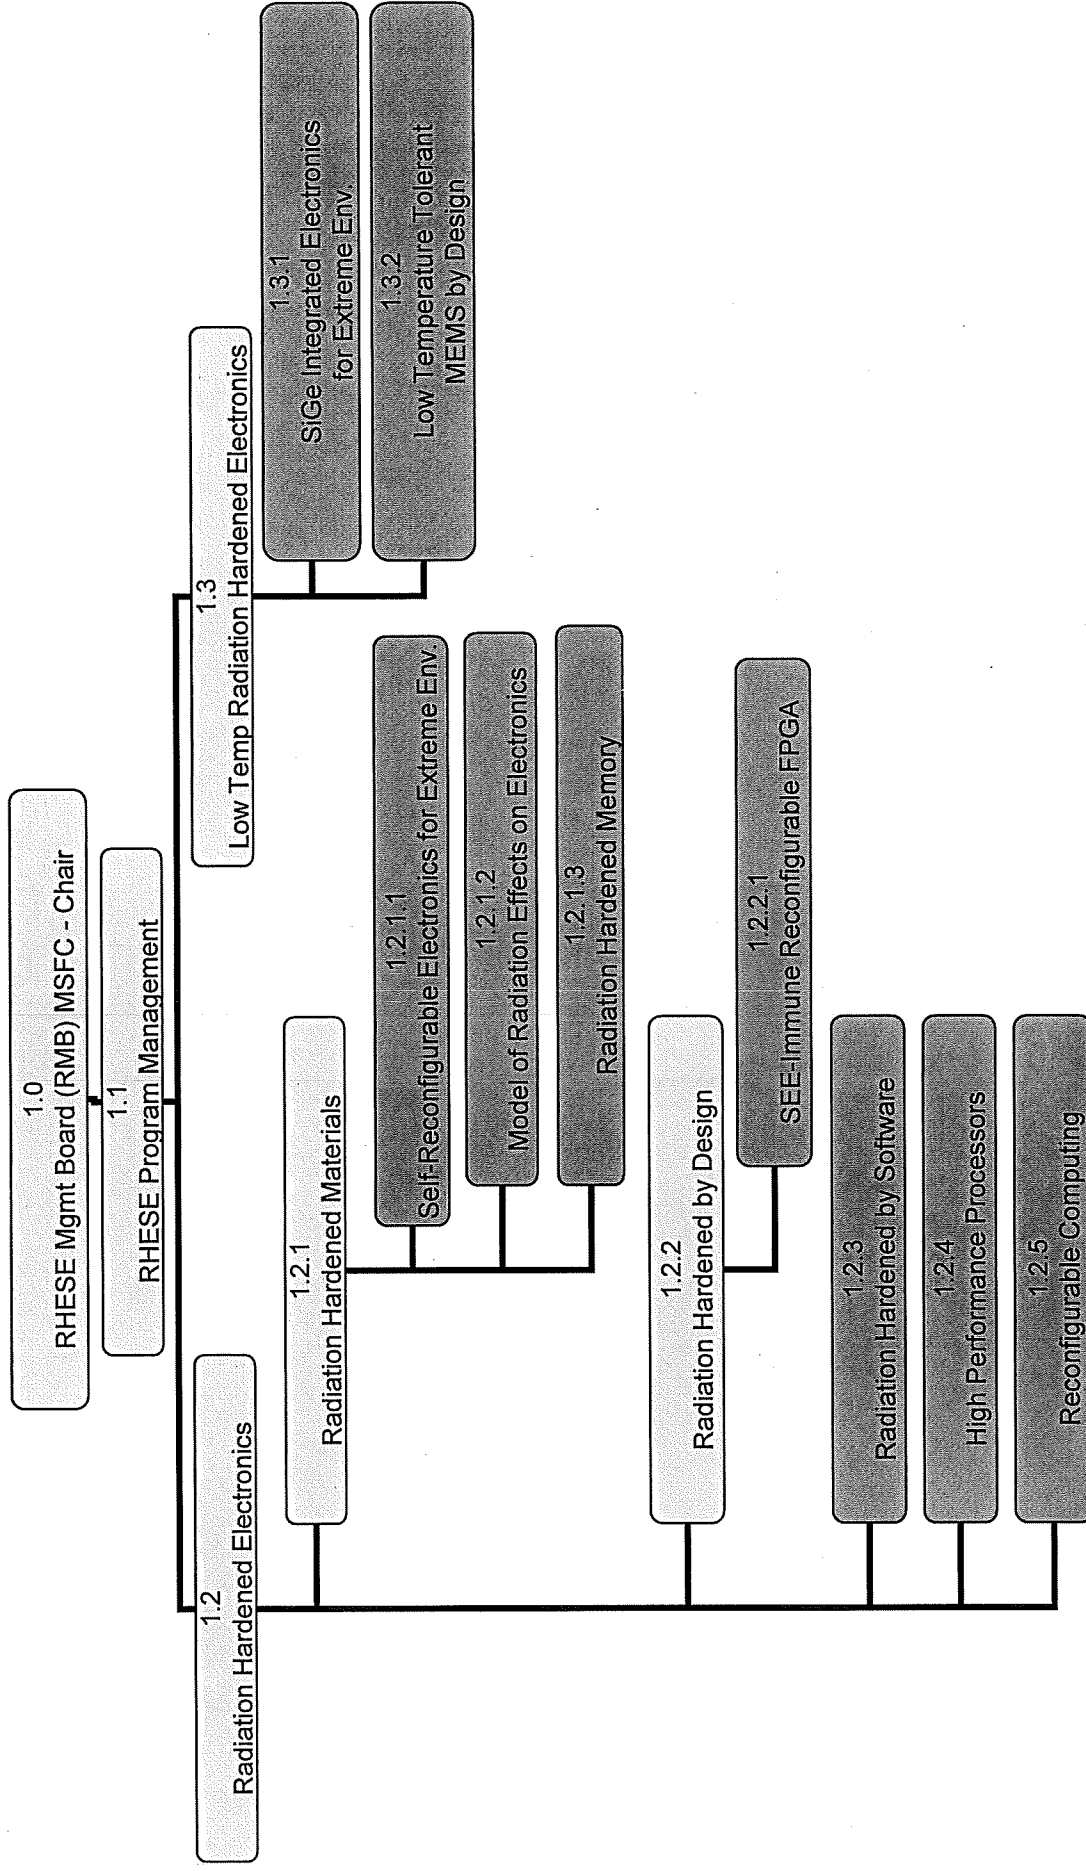 1.0
RHESE Mgmt Board (RMB) MSFC - Chair
1.1
RHESE Program Management
1.2
Radiation Hardened Electronics
1.2.1
Radiation Hardened Materials
1.2.1.1
Self-Reconfigurable Electronics for Extreme Env.
1.2.1.2
Model of Radiation Effects on Electronics
1.2.1.3
Radiation Hardened Memory
1.2.2
Radiation Hardened by Design
1.2.2.1
SEE-Immune Reconfigurable FPGA
1.2.3
Radiation Hardened by Software
1.2.4
High Performance Processors
1.2.5
Reconfigurable Computing
1.3
Low Temp Radiation Hardened Electronics
1.3.1
SiGe Integrated Electronics
for Extreme Env.
1.3.2
Low Temperature Tolerant
MEMS by Design